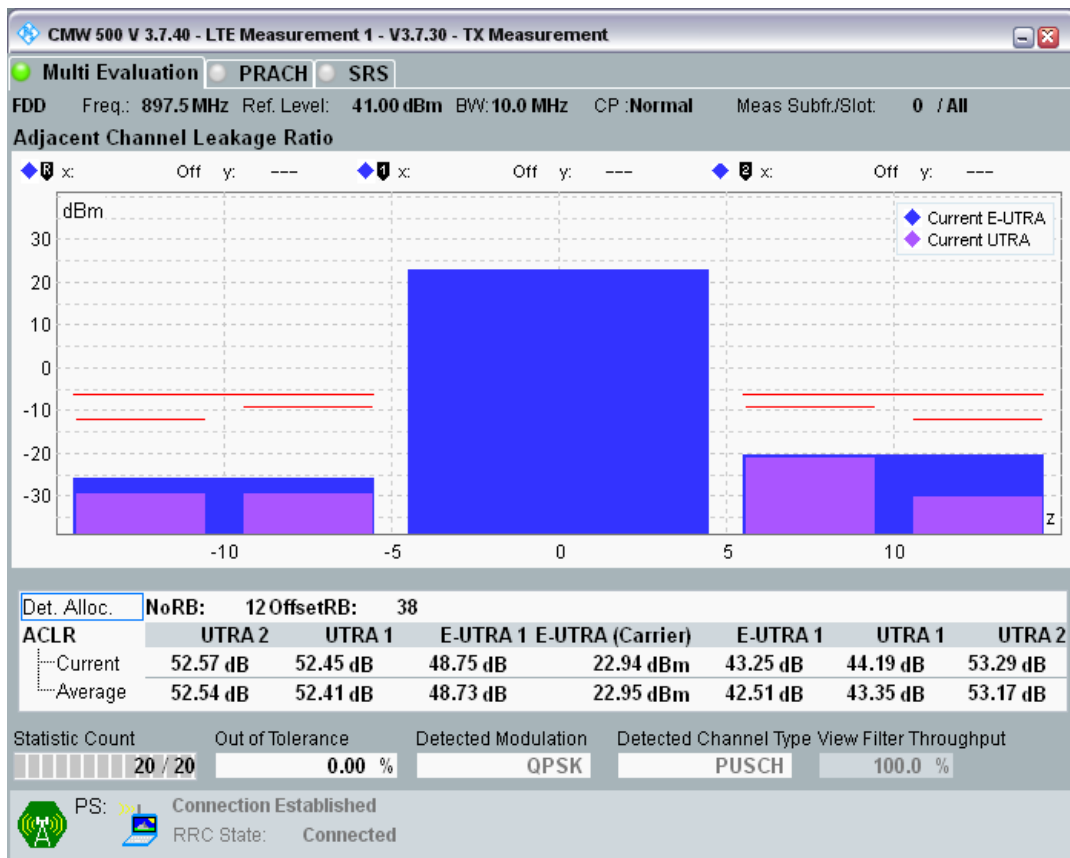 CMW 500 V 3.7.40 - LTE Measurement 1 - V3.7.30 - TX Measurement
Multi Evaluation PRACH SRS
FDD Freq.: 897.5 MHz Ref. Level: 41.00 dBm BW: 10.0 MHz CP :Normal Meas Subfr./Slot: 0 / All
Adjacent Channel Leakage Ratio
R x: Off y: --- 1 x: Off y: --- 2 x: Off y: ---
dBm
Current E-UTRA
Current UTRA
30
20
10
0
-10
-20
-30
z
-10 -5 0 5 10
Det. Alloc. NoRB: 12 OffsetRB: 38
ACLR UTRA 2 UTRA 1 E-UTRA 1 E-UTRA (Carrier) E-UTRA 1 UTRA 1 UTRA 2
Current 52.57 dB 52.45 dB 48.75 dB 22.94 dBm 43.25 dB 44.19 dB 53.29 dB
Average 52.54 dB 52.41 dB 48.73 dB 22.95 dBm 42.51 dB 43.35 dB 53.17 dB
Statistic Count Out of Tolerance Detected Modulation Detected Channel Type View Filter Throughput
20 / 20 0.00 % QPSK PUSCH 100.0 %
PS: Connection Established
RRC State: Connected